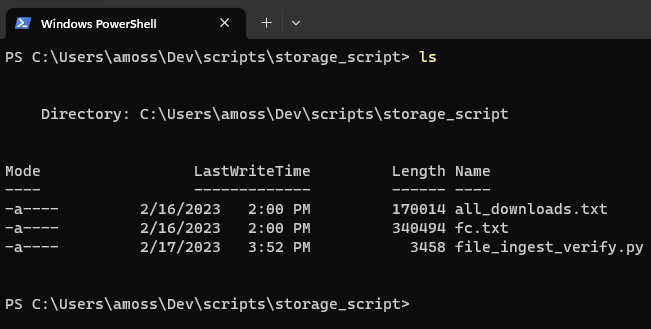 Windows PowerShell
PS C:\Users\amoss\Dev\scripts\storage_script> ls
Directory: C:\Users\amoss\Dev\scripts\storage_script
Mode                 LastWriteTime         Length Name
----                 -------------         ------ ----
-a----         2/16/2023   2:00 PM         170014 all_downloads.txt
-a----         2/16/2023   2:00 PM         340494 fc.txt
-a----         2/17/2023   3:52 PM           3458 file_ingest_verify.py
PS C:\Users\amoss\Dev\scripts\storage_script>